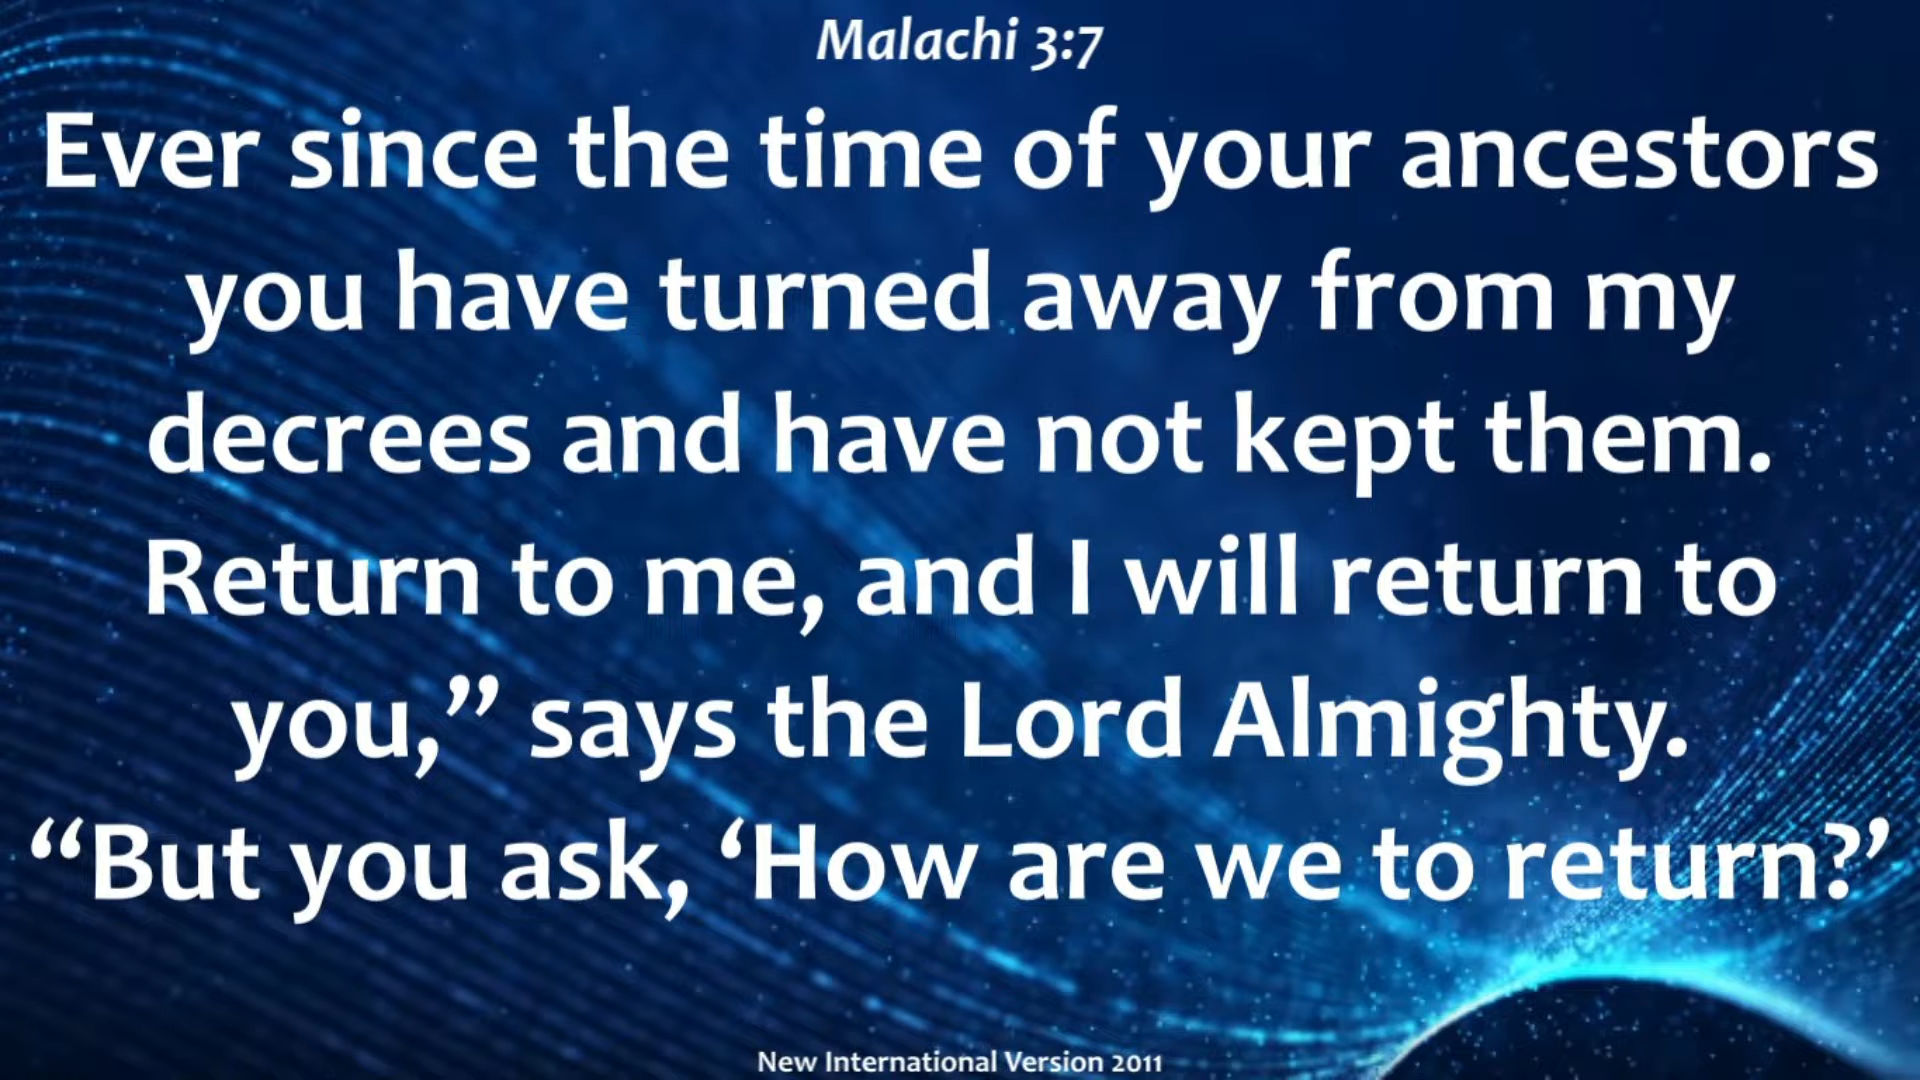 Malachi 3:7
Ever since the time of your ancestors
you have turned away from my
decrees and have not kept them.
Return to me, and I will return to
you,” says the Lord Almighty.
“But you ask, ‘How are we to return?’
New International Version 2011